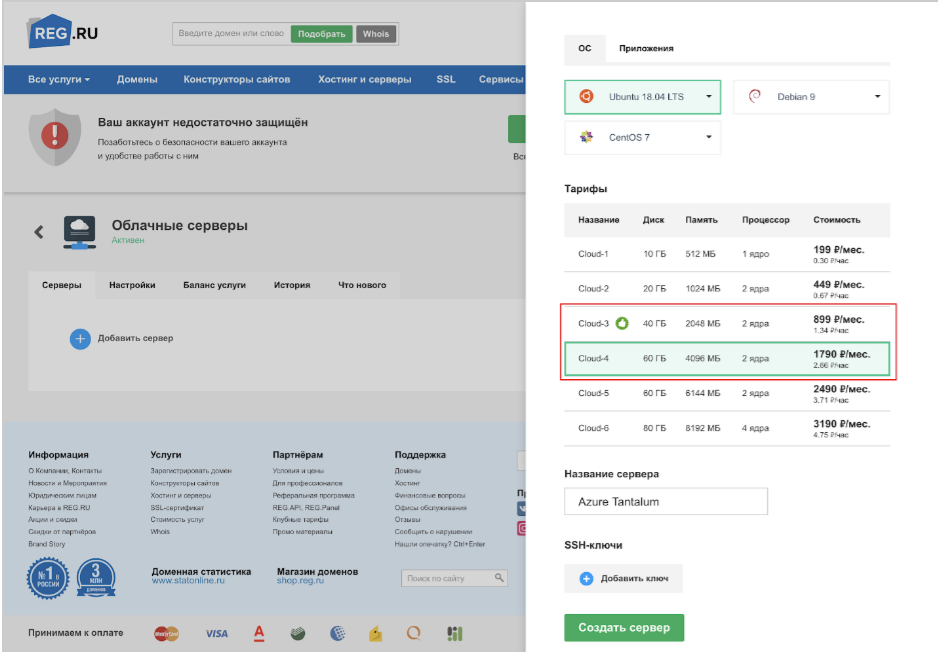 REG.RU
Введите домен или слово
Подобрать
Whois
Все услуги
Домены
Конструкторы сайтов
Хостинг и серверы
SSL
Сервисы
Ваш аккаунт недостаточно защищён
Позаботьтесь о безопасности вашего аккаунта
и удобстве работы с ним
Все
Облачные серверы
Активен
Серверы
Настройки
Баланс услуги
История
Что нового
Добавить сервер
Информация
О Компании, Контакты
Новости и Мероприятия
Юридическим лицам
Карьера в REG.RU
Акции и скидки
Скидки от партнёров
Brand Story
Услуги
Зарегистрировать домен
Конструкторы сайтов
Хостинг и серверы
SSL-сертификат
Стоимость услуг
Whois
Партнёрам
Условия и цены
Для профессионалов
Реферальная программа
REG.API, REG.Panel
Клубные тарифы
Промо материалы
Поддержка
Домены
Хостинг
Финансовые вопросы
Офисы обслуживания
Отзывы
Сообщить о нарушении
Нашли опечатку? Ctrl+Enter
№1 в
РОССИИ
3
МЛН
ДОМЕНОВ
Доменная статистика
www.statonline.ru
Магазин доменов
shop.reg.ru
Поиск по сайту
Принимаем к оплате
MasterCard
VISA
А
ОС
Приложения
Ubuntu 18.04 LTS
Debian 9
CentOS 7
Тарифы
Название Диск Память Процессор Стоимость
Cloud-1 10 ГБ 512 МБ 1 ядро 199 ₽/мес.
0.30 ₽/час
Cloud-2 20 ГБ 1024 МБ 2 ядра 449 ₽/мес.
0.67 ₽/час
Cloud-3 40 ГБ 2048 МБ 2 ядра 899 ₽/мес.
1.34 ₽/час
Cloud-4 60 ГБ 4096 МБ 2 ядра 1790 ₽/мес.
2.66 ₽/час
Cloud-5 60 ГБ 6144 МБ 2 ядра 2490 ₽/мес.
3.71 ₽/час
Cloud-6 80 ГБ 8192 МБ 4 ядра 3190 ₽/мес.
4.75 ₽/час
Название сервера
Azure Tantalum
SSH-ключи
Добавить ключ
Создать сервер